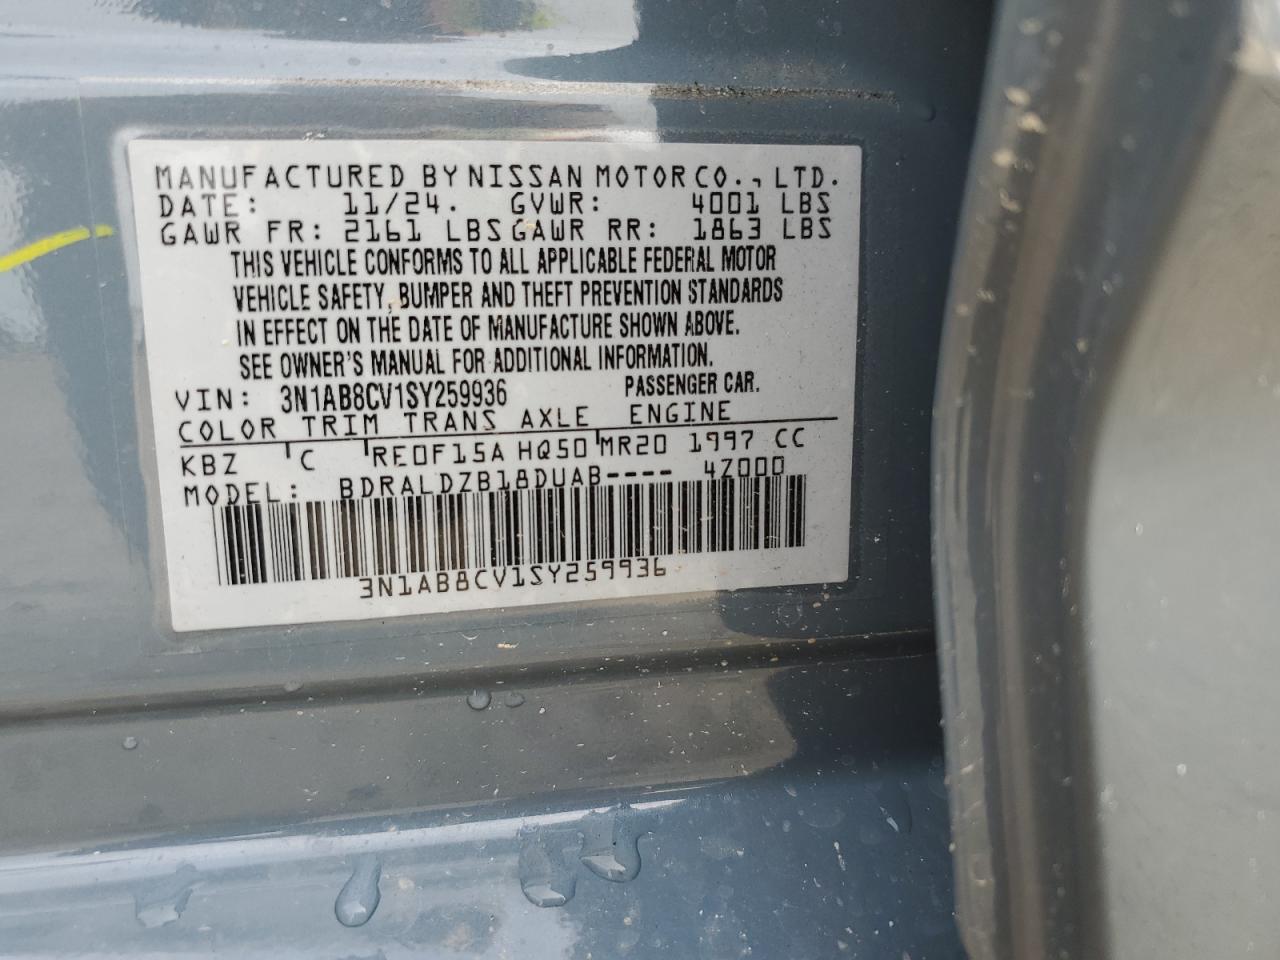 MANUFACTURED BY NISSAN MOTOR CO., LTD.
DATE: 11/24. GVWR: 4001 LBS
GAWR FR: 2161 LBS GAWR RR: 1863 LBS
THIS VEHICLE CONFORMS TO ALL APPLICABLE FEDERAL MOTOR
VEHICLE SAFETY, BUMPER AND THEFT PREVENTION STANDARDS
IN EFFECT ON THE DATE OF MANUFACTURE SHOWN ABOVE.
SEE OWNER'S MANUAL FOR ADDITIONAL INFORMATION.
VIN: 3N1AB8CV1SY259936 PASSENGER CAR.
COLOR TRIM TRANS AXLE ENGINE
KBZ C RE0F15A HQ50 MR20 1997 CC
MODEL: BDRALDZB18DUAB---- 4Z000
3N1AB8CV1SY259936